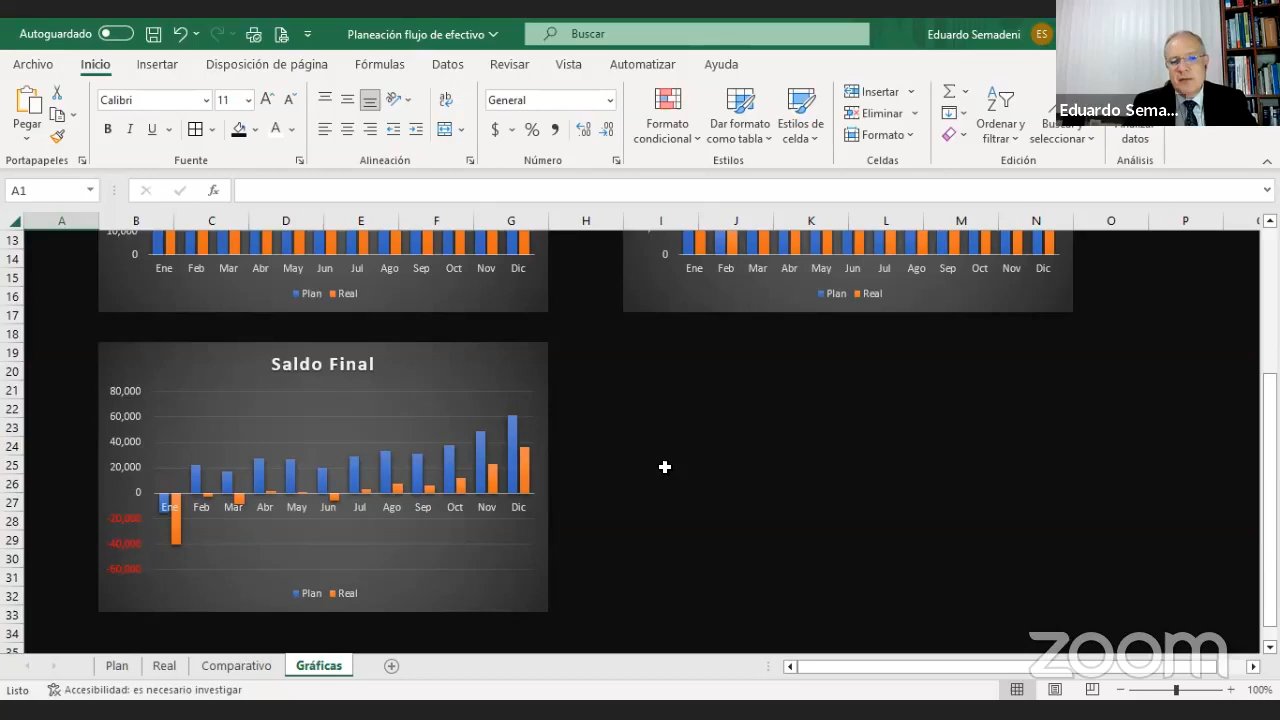 Autoguardado
Planeación flujo de efectivo
Buscar
Eduardo Semadeni
ES
Archivo Inicio Insertar Disposición de página Fórmulas Datos Revisar Vista Automatizar Ayuda
Pegar
Calibri 11
N K S
General
$ % 000
Formato condicional
Dar formato como tabla
Estilos de celda
Insertar
Eliminar
Formato
Ordenar y filtrar
seleccionar
datos
Eduardo Sema...
Portapapeles Fuente Alineación Número Estilos Celdas Edición Análisis
A1
fx
A B C D E F G H I J K L M N O P
13
14
15
16
17
18
19
20
21
22
23
24
25
26
27
28
29
30
31
32
33
34
0
Ene Feb Mar Abr May Jun Jul Ago Sep Oct Nov Dic
Plan Real
0
Ene Feb Mar Abr May Jun Jul Ago Sep Oct Nov Dic
Plan Real
Saldo Final
80,000
60,000
40,000
20,000
0
-20,000
-40,000
-60,000
Ene Feb Mar Abr May Jun Jul Ago Sep Oct Nov Dic
Plan Real
zoom
Plan Real Comparativo Gráficas
Listo
Accesibilidad: es necesario investigar
100%